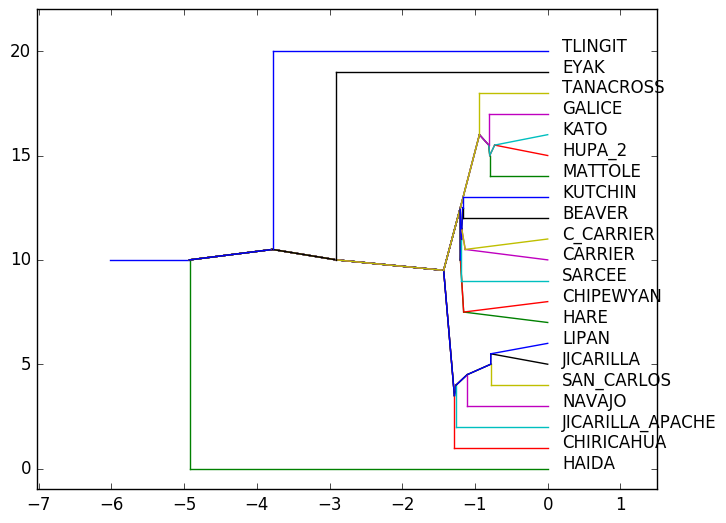 20
15
10
5
0
TLINGIT
EYAK
TANACROSS
GALICE
KATO
HUPA_2
MATTOLE
KUTCHIN
BEAVER
C_CARRIER
CARRIER
SARCEE
CHIPEWYAN
HARE
LIPAN
JICARILLA
SAN_CARLOS
NAVAJO
JICARILLA_APACHE
CHIRICAHUA
HAIDA
−7 −6 −5 −4 −3 −2 −1 0 1